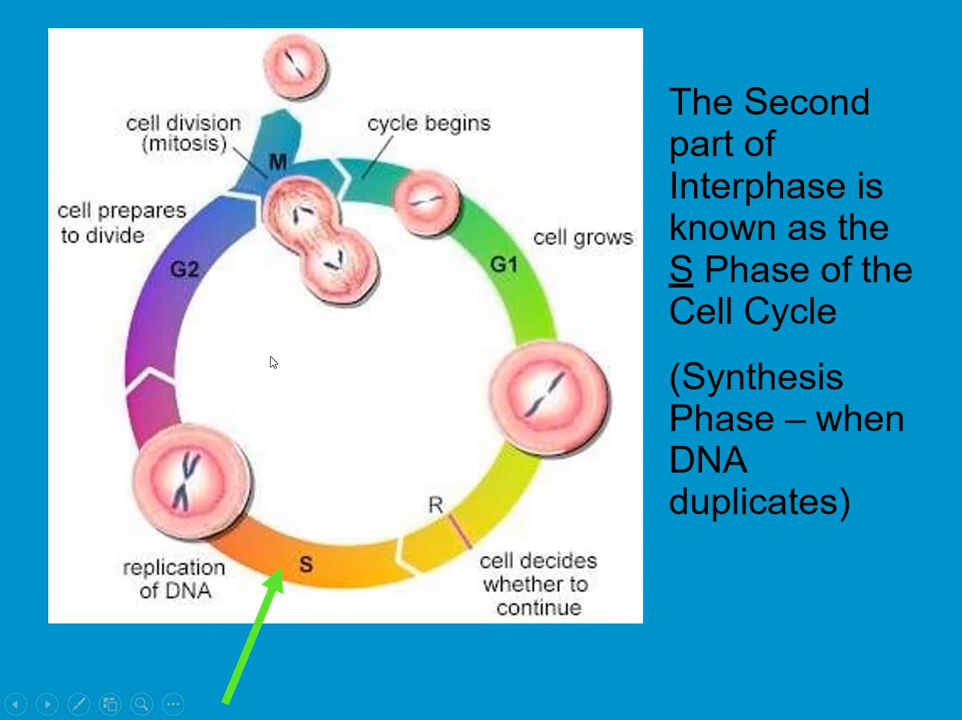 cell division
(mitosis)
cycle begins
M
cell prepares
to divide
cell grows
G2
G1
R
S
replication
of DNA
cell decides
whether to
continue
The Second
part of
Interphase is
known as the
S Phase of the
Cell Cycle
(Synthesis
Phase – when
DNA
duplicates)